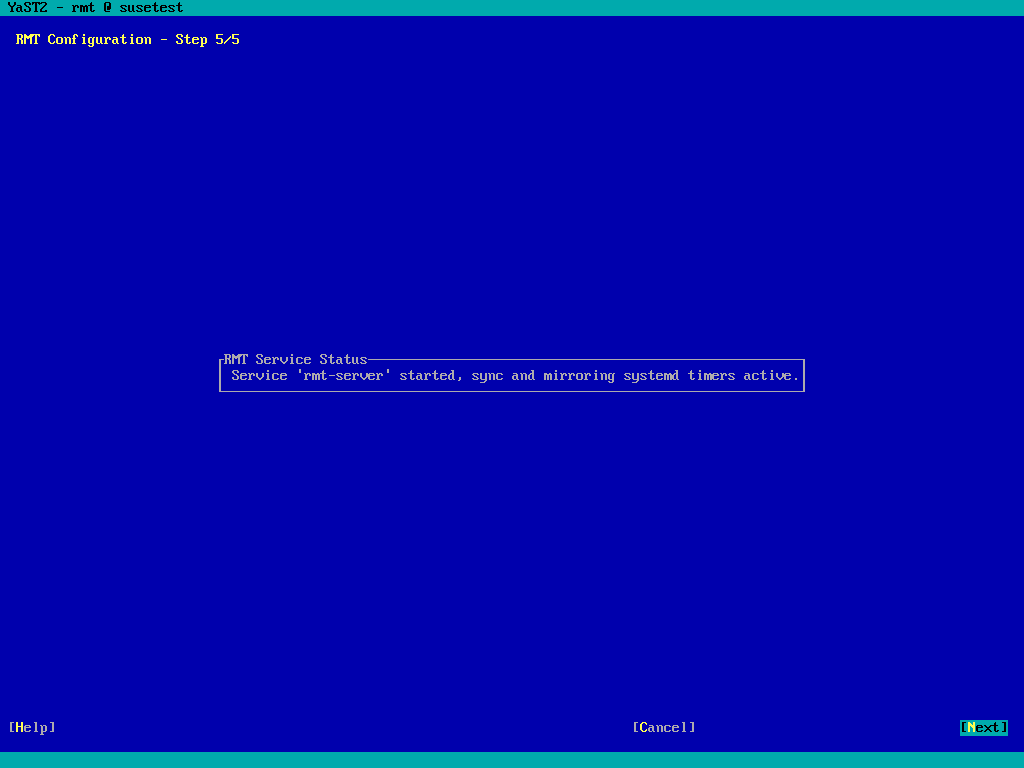 YaST2 - rmt @ susetest
RMT Configuration - Step 5/5
RMT Service Status
Service 'rmt-server' started, sync and mirroring systemd timers active.
[Help] [Cancel] [Next]